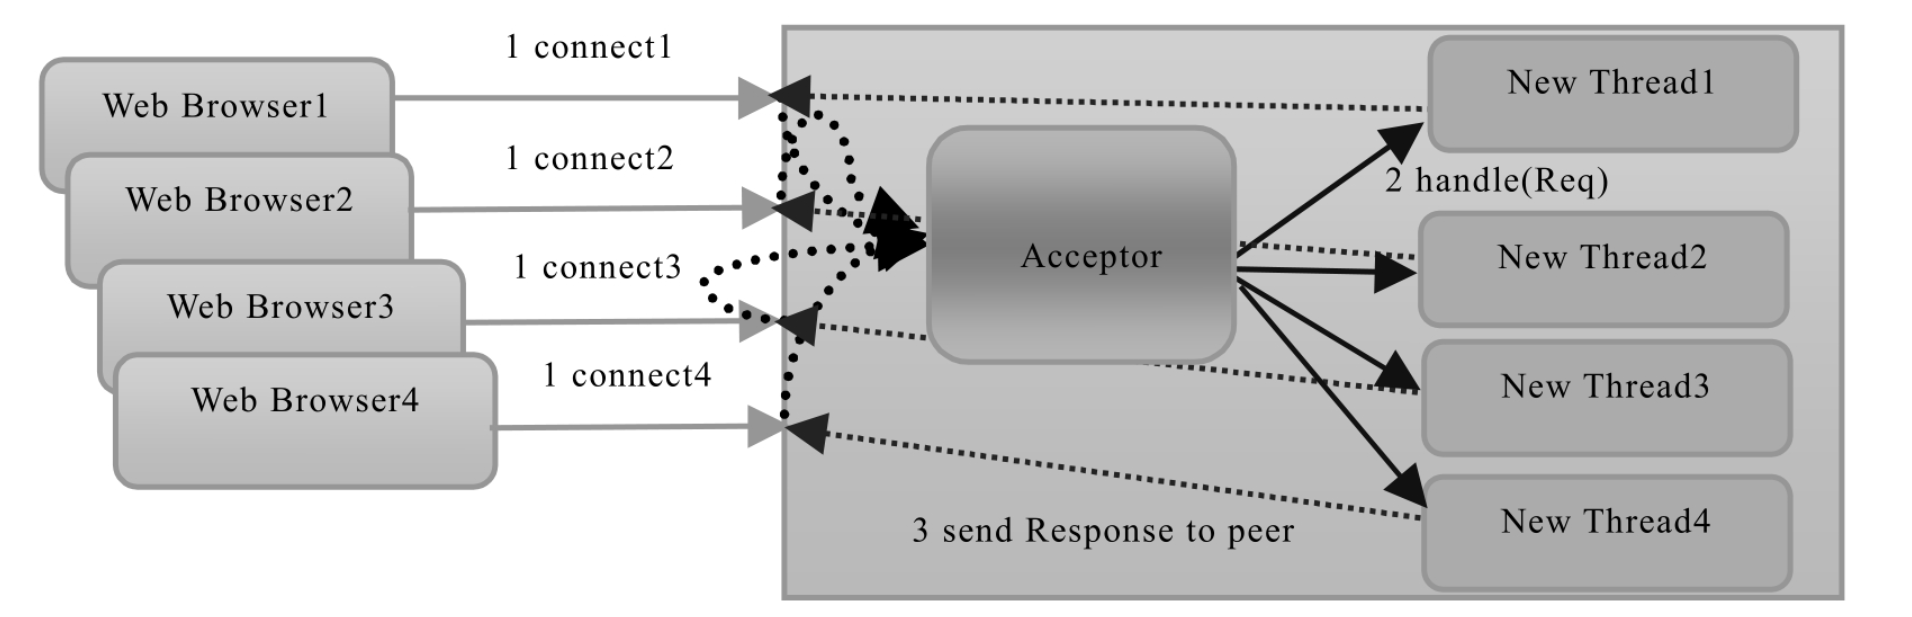 Web Browser1
Web Browser2
Web Browser3
Web Browser4
1 connect1
1 connect2
1 connect3
1 connect4
Acceptor
2 handle(Req)
3 send Response to peer
New Thread1
New Thread2
New Thread3
New Thread4